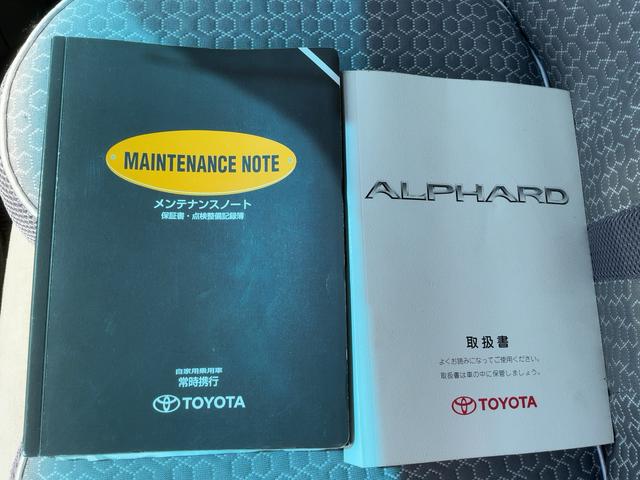 MAINTENANCE NOTE
メンテナンスノート
保証書・点検整備記録簿
自家用乗用車
常時携行
TOYOTA
ALPHARD
取扱書
よくお読みになってご使用ください。
取扱書は車の中に保管しましょう。
TOYOTA